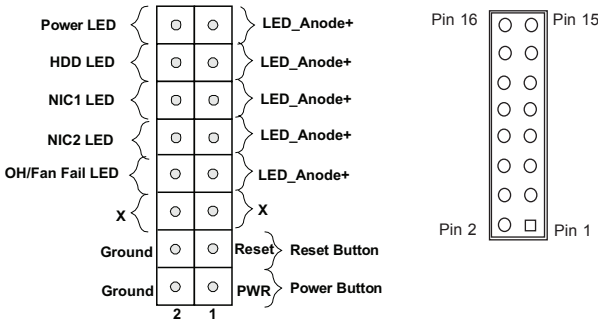 Power LED LED_Anode+
HDD LED LED_Anode+
NIC1 LED LED_Anode+
NIC2 LED LED_Anode+
OH/Fan Fail LED LED_Anode+
X X
Ground Reset Reset Button
Ground PWR Power Button
2 1
Pin 16 Pin 15
Pin 2 Pin 1